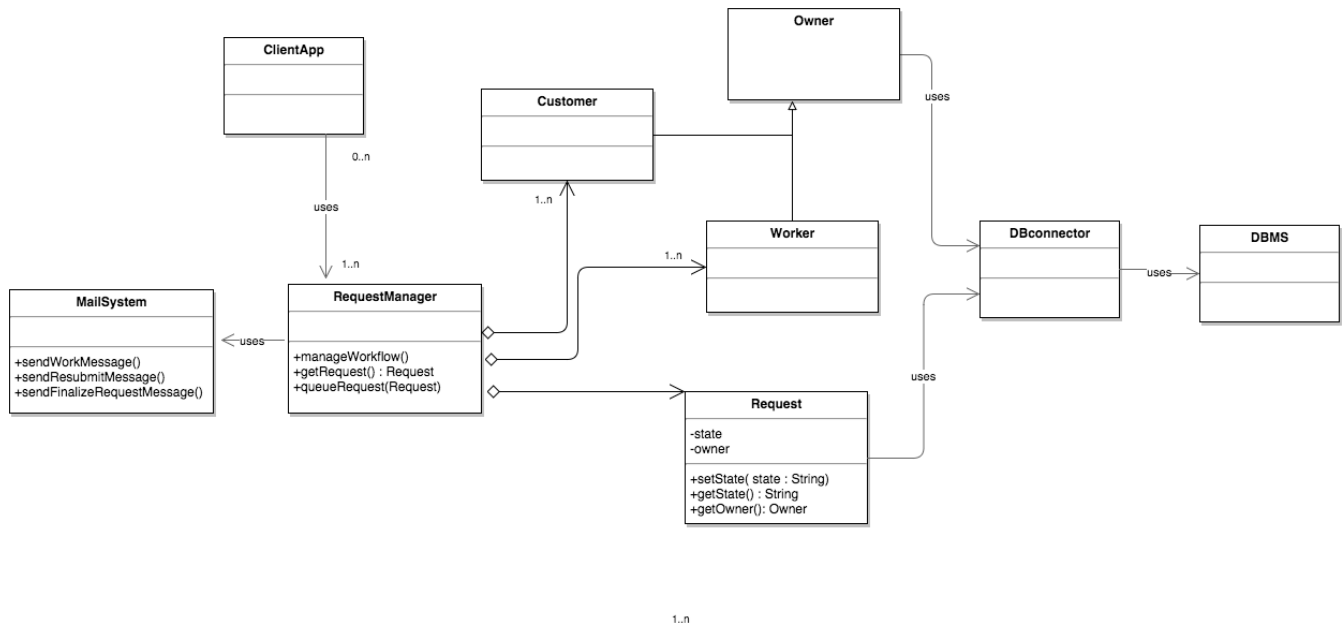 Owner
ClientApp
Customer
uses
0..n
1..n
uses
Worker
DBconnector
DBMS
1..n
1..n
uses
MailSystem
RequestManager
uses
+sendWorkMessage()
+sendResubmitMessage()
+sendFinalizeRequestMessage()
+manageWorkflow()
+getRequest() : Request
+queueRequest(Request)
uses
Request
-state
-owner
+setState( state : String)
+getState() : String
+getOwner(): Owner
1..n